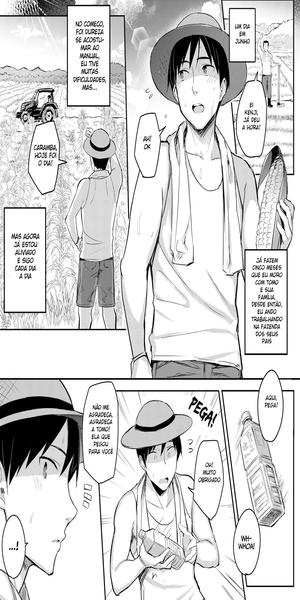 UM DIA
EM
JUNHO
NO COMEÇO,
FOI DUREZA
SE ACOSTU-
MAR AO
MANUAL,
EU TIVE
MUITAS
DIFICULDADES,
MAS...
EI
KENJI,
JÁ DEU
A HORA!
AH!
OK
CARAMBA,
HOJE FOI
O DIA!
MAS AGORA
JÁ ESTOU
ALIVIADO
E SIGO
CADA DIA
A DIA
JÁ FAZEM
CINCO MESES
QUE EU MORO
COM TOMO E
SUA
FAMÍLIA,
DESDE ENTÃO,
EU ANDO
TRABALHANDO
NA FAZENDA
DOS SEUS
PAIS
AQUI,
PEGA!
WH-
WHOA!
PEGA!
OH!
MUITO
OBRIGADO
NÃO ME
AGRADEÇA,
AGRADEÇA
A TOMO!
ELA QUE
PEGOU
PARA VOCÊ
...!